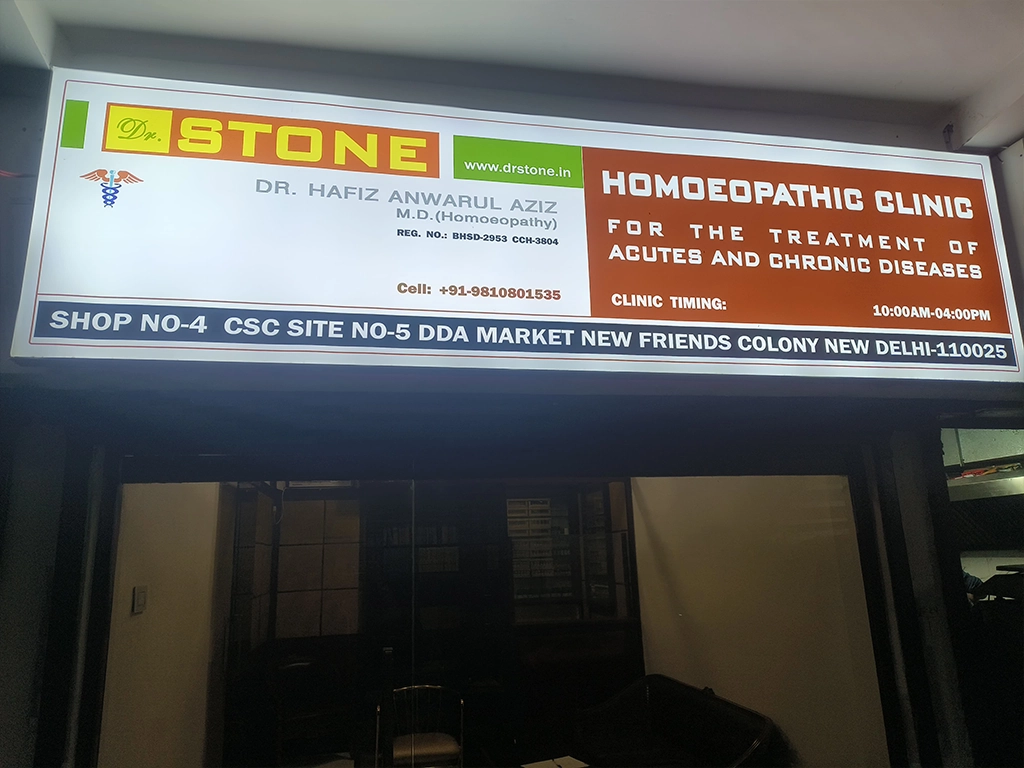 Dr. STONE
www.drstone.in
DR. HAFIZ ANWARUL AZIZ
M.D.(Homoeopathy)
REG. NO.: BHSD-2953 CCH-3804
Cell: +91-9810801535
HOMOEOPATHIC CLINIC
FOR THE TREATMENT OF
ACUTES AND CHRONIC DISEASES
CLINIC TIMING: 10:00AM-04:00PM
SHOP NO-4 CSC SITE NO-5 DDA MARKET NEW FRIENDS COLONY NEW DELHI-110025